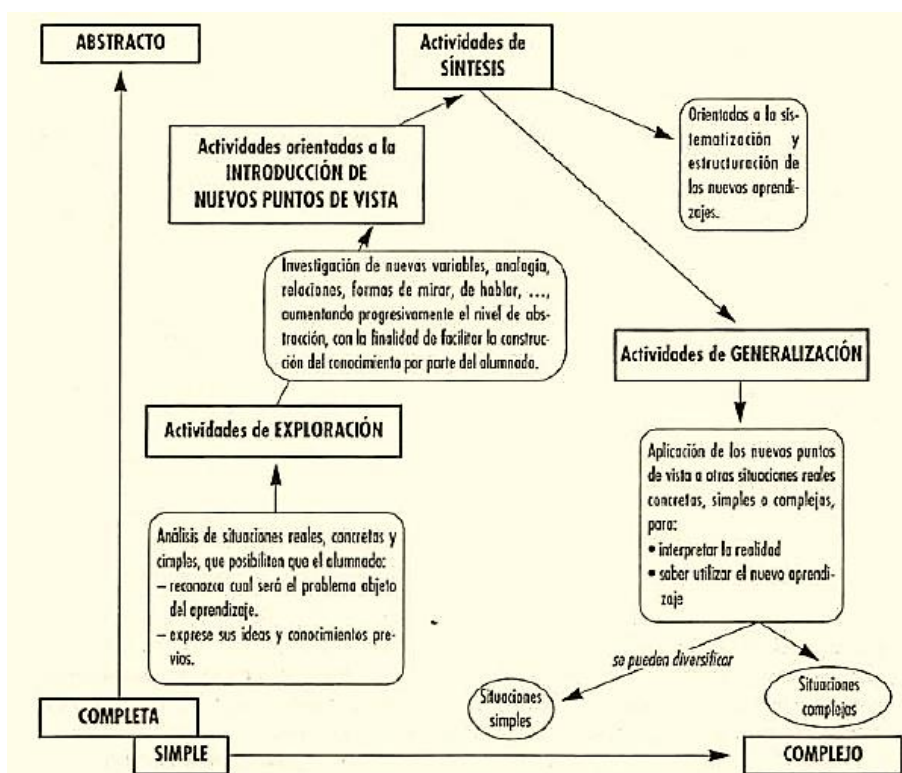 ABSTRACTO
Actividades de
SÍNTESIS
Orientadas a la sis-
tematización y
estructuración de
los nuevos aprendi-
zajes.
Actividades orientadas a la
INTRODUCCIÓN DE
NUEVOS PUNTOS DE VISTA
Investigación de nuevas variables, analogía,
relaciones, formas de mirar, de hablar, ...,
aumentando progresivamente el nivel de abs-
tracción, con la finalidad de facilitar la construc-
ción del conocimiento por parte del alumnado.
Actividades de GENERALIZACIÓN
Actividades de EXPLORACIÓN
Aplicación de los nuevos puntos
de vista a otras situaciones reales
concretas, simples o complejas,
para:
• interpretar la realidad
• saber utilizar el nuevo aprendi-
zaje
Análisis de situaciones reales, concretas y
cimples, que posibiliten que el alumnado:
– reconozca cual será el problema objeto
del aprendizaje.
– exprese sus ideas y conocimientos pre-
vios.
se pueden diversificar
Situaciones
simples
Situaciones
complejas
COMPLETA
SIMPLE
COMPLEJO